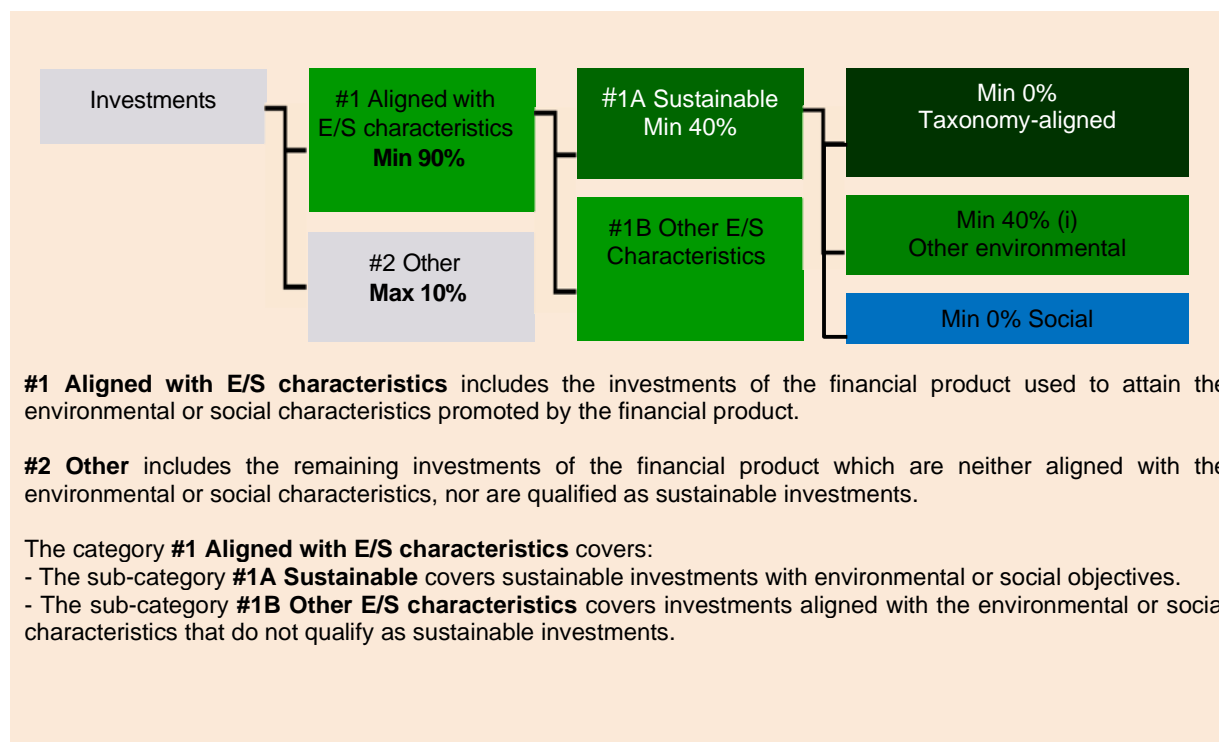 Investments
#1 Aligned with
E/S characteristics
Min 90%
#2 Other
Max 10%
#1A Sustainable
Min 40%
#1B Other E/S
Characteristics
Min 0%
Taxonomy-aligned
Min 40% (i)
Other environmental
Min 0% Social
#1 Aligned with E/S characteristics includes the investments of the financial product used to attain the
environmental or social characteristics promoted by the financial product.
#2 Other includes the remaining investments of the financial product which are neither aligned with the
environmental or social characteristics, nor are qualified as sustainable investments.
The category #1 Aligned with E/S characteristics covers:
- The sub-category #1A Sustainable covers sustainable investments with environmental or social objectives.
- The sub-category #1B Other E/S characteristics covers investments aligned with the environmental or social
characteristics that do not qualify as sustainable investments.